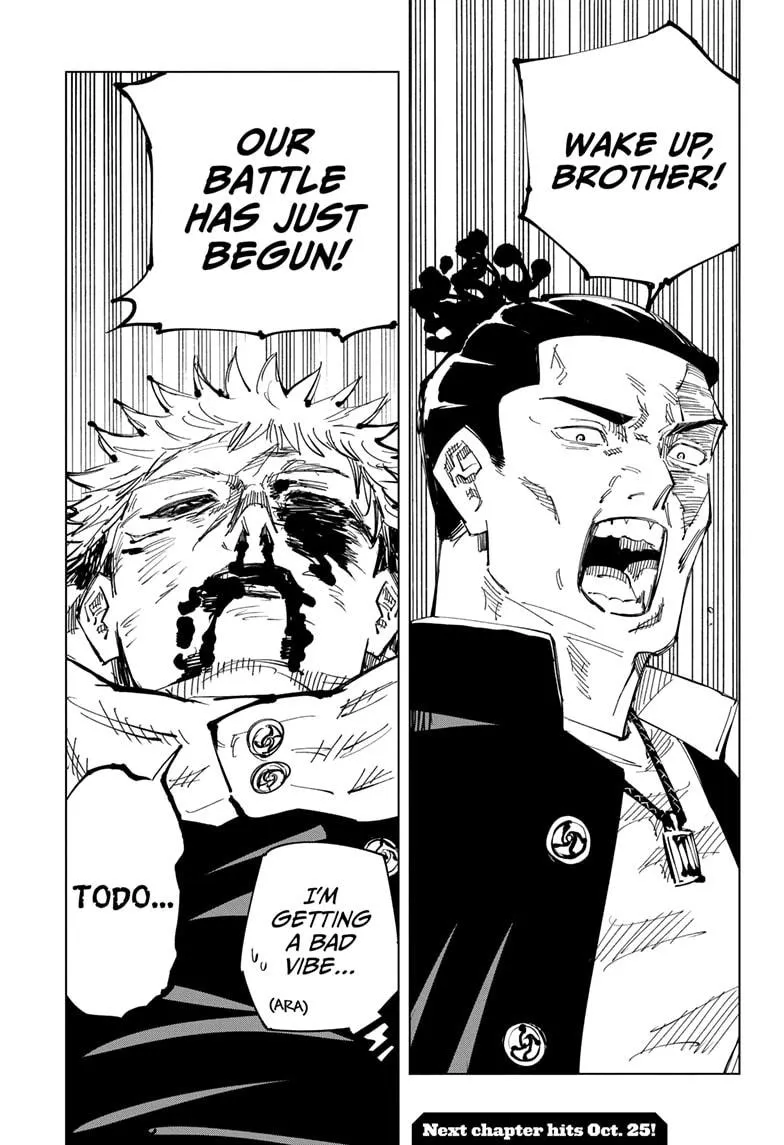 WAKE UP,
BROTHER!
OUR
BATTLE
HAS JUST
BEGUN!
TODO...
I'M
GETTING
A BAD
VIBE...
(ARA)
Next chapter hits Oct. 25!